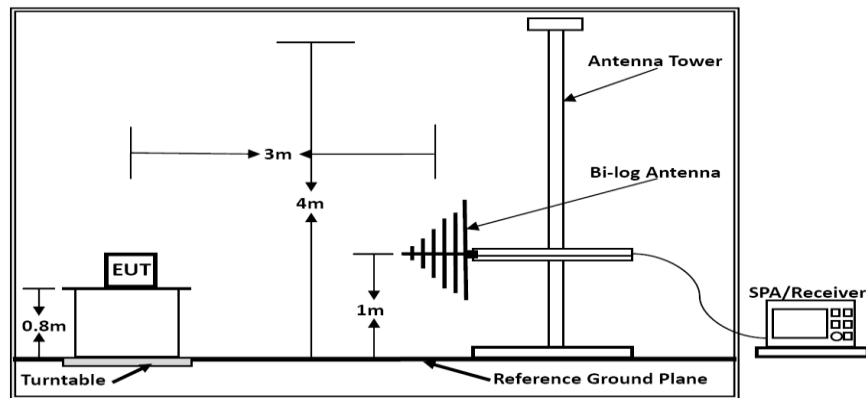 Antenna Tower
3m
Bi-log Antenna
4m
EUT
1m
SPA/Receiver
0.8m
Turntable
Reference Ground Plane